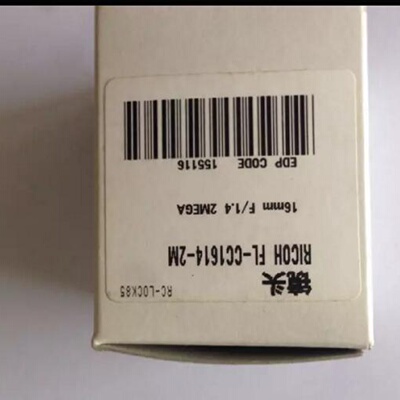 RC-LOCK85
镜头
RICOH FL-CC1614-2M
16mm F/1.4 2MEGA
EDP CODE 155116